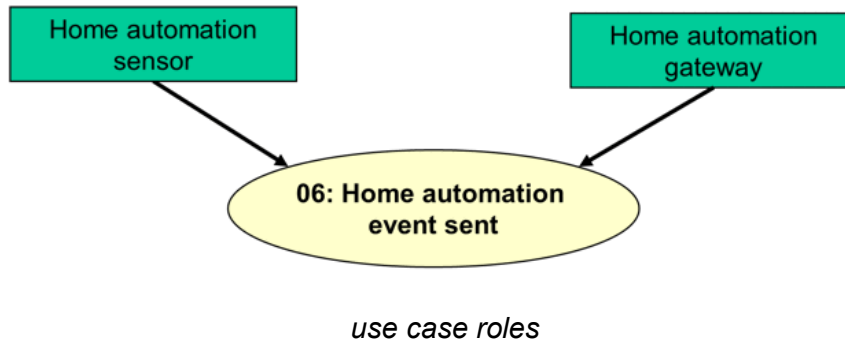 Home automation
sensor
Home automation
gateway
06: Home automation
event sent
use case roles